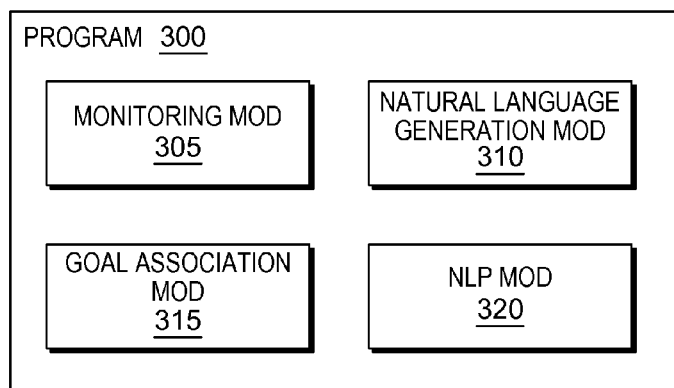 PROGRAM 300
MONITORING MOD
305
NATURAL LANGUAGE
GENERATION MOD
310
GOAL ASSOCIATION
MOD
315
NLP MOD
320